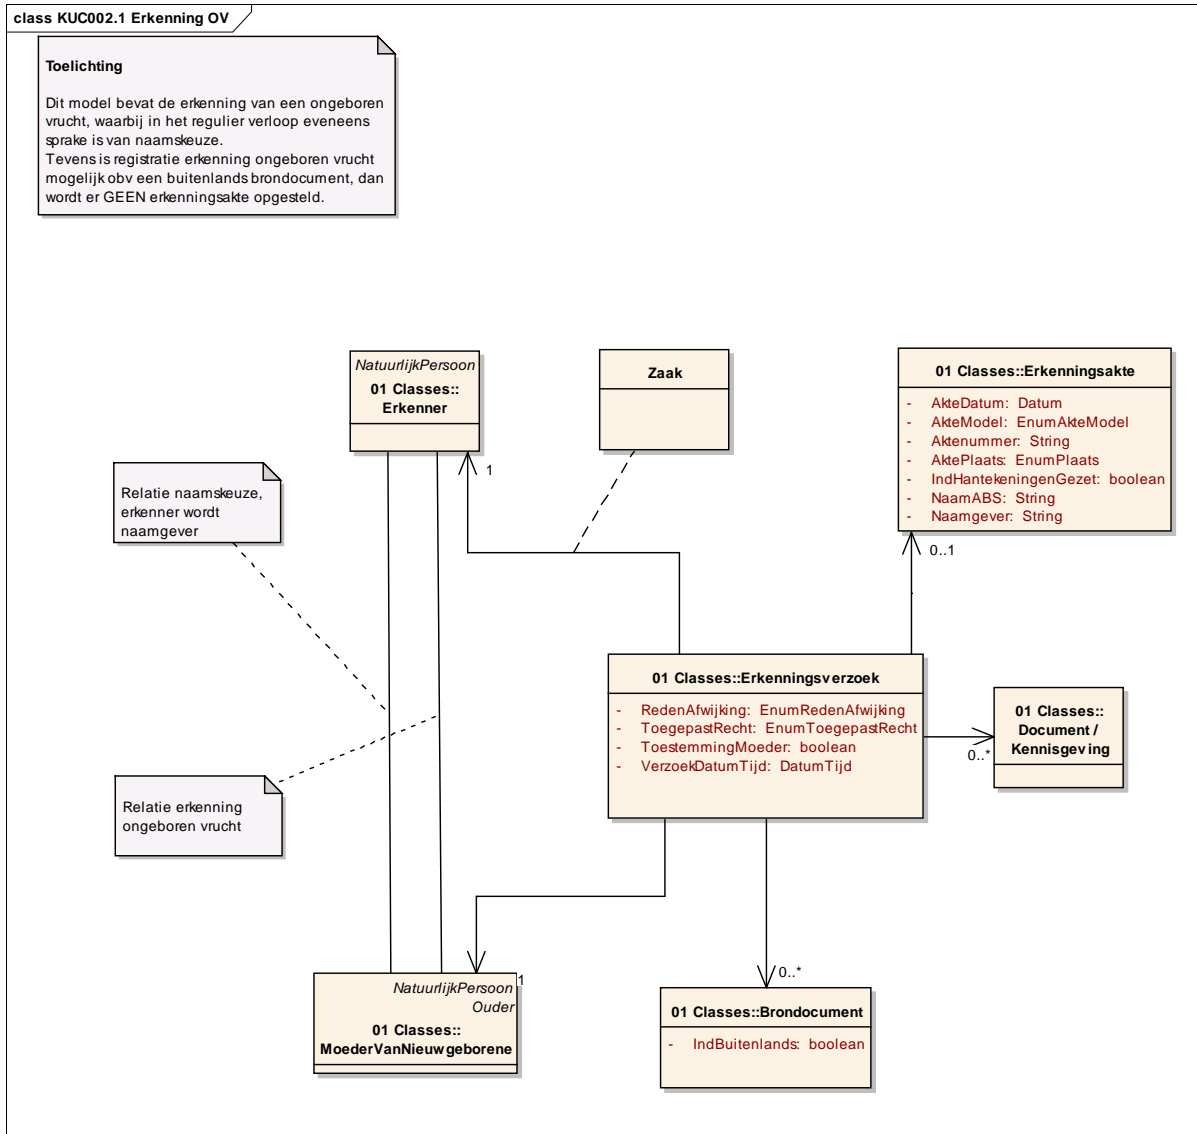 class KUC002.1 Erkenning OV
Toelichting
Dit model bevat de erkenning van een ongeboren
vrucht, waarbij in het regulier verloop eveneens
sprake is van naamskeuze.
Tevens is registratie erkenning ongeboren vrucht
mogelijk obv een buitenlands brondocument, dan
wordt er GEEN erkenningsakte opgesteld.
NatuurlijkPersoon
01 Classes::
Erkenner
Zaak
01 Classes::Erkenningsakte
- AkteDatum: Datum
- AkteModel: EnumAkteModel
- Aktenummer: String
- AktePlaats: EnumPlaats
- IndHantekeningenGezet: boolean
- NaamABS: String
- Naamgever: String
1
0..1
Relatie naamskeuze,
erkenner wordt
naamgever
01 Classes::Erkenningsverzoek
- RedenAfwijking: EnumRedenAfwijking
- ToegepastRecht: EnumToegepastRecht
- ToestemmingMoeder: boolean
- VerzoekDatumTijd: DatumTijd
01 Classes::
Document /
Kennisgeving
0..*
Relatie erkenning
ongeboren vrucht
1
0..*
NatuurlijkPersoon
Ouder
01 Classes::
MoederVanNieuwgeborene
01 Classes::Brondocument
- IndBuitenlands: boolean